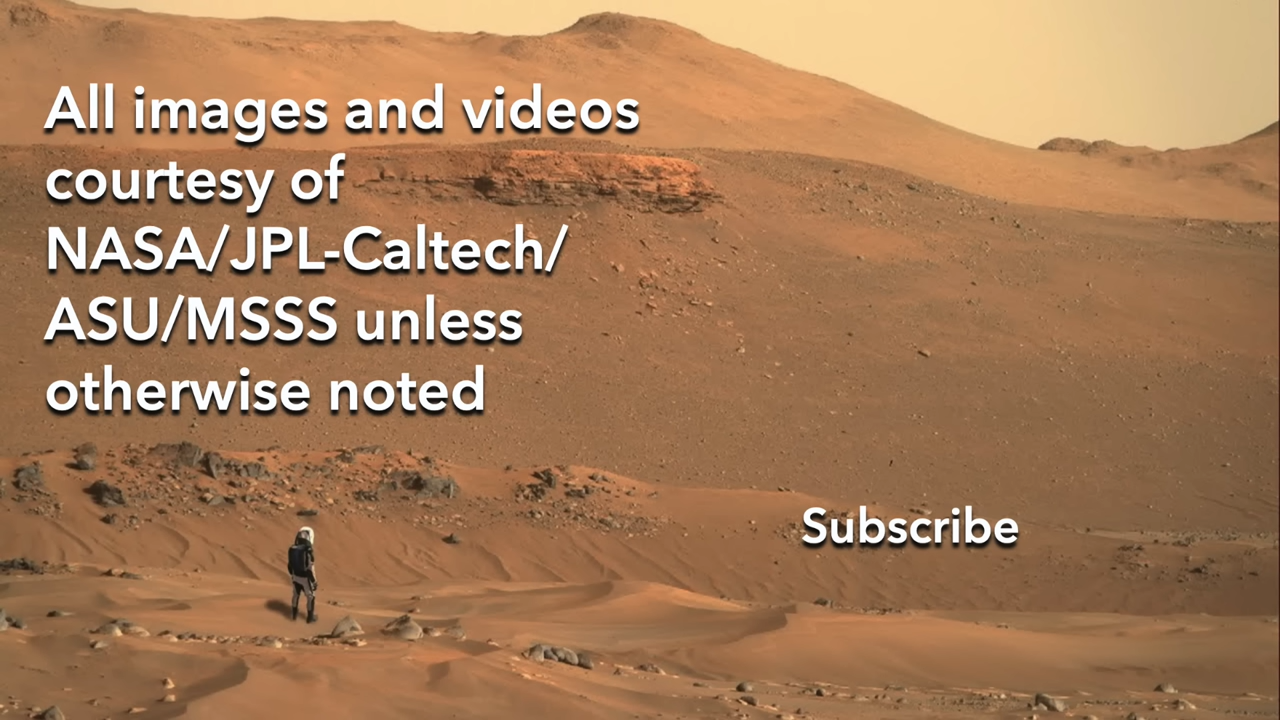 All images and videos
courtesy of
NASA/JPL-Caltech/
ASU/MSSS unless
otherwise noted
Subscribe